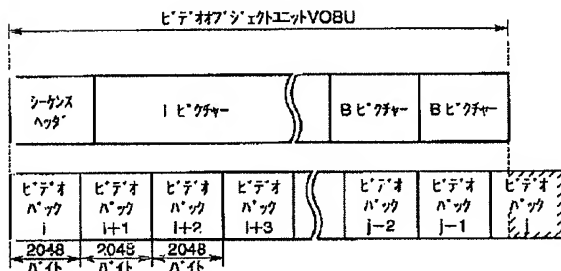 ビデオオブジェクトユニットVOBU
シーケンス
ヘッダ
I ピクチャー
B ピクチャー
B ピクチャー
ビデオ
パック
i
ビデオ
パック
i+1
ビデオ
パック
i+2
ビデオ
パック
i+3
ビデオ
パック
j-2
ビデオ
パック
j-1
ビデオ
パック
j
2048
バイト
2048
バイト
2048
バイト